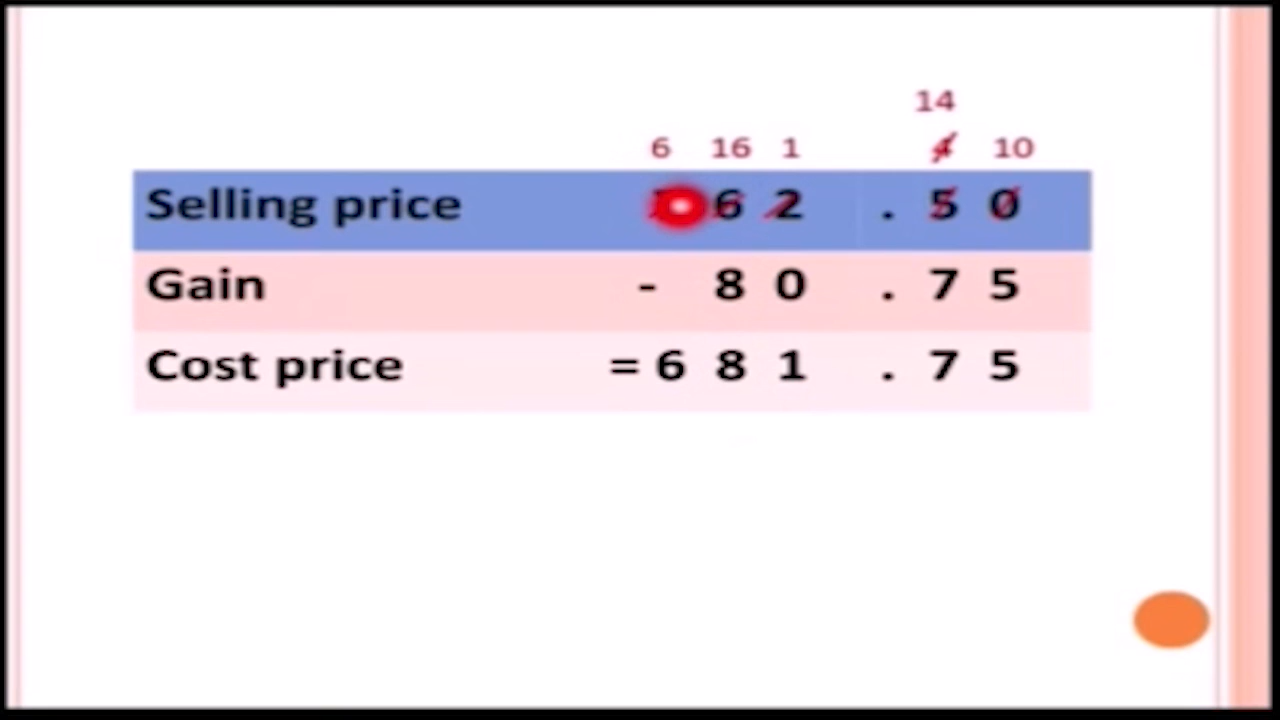 14
6 16 1 4 10
Selling price 6 2 . 5 0
Gain - 8 0 . 7 5
Cost price = 6 8 1 . 7 5